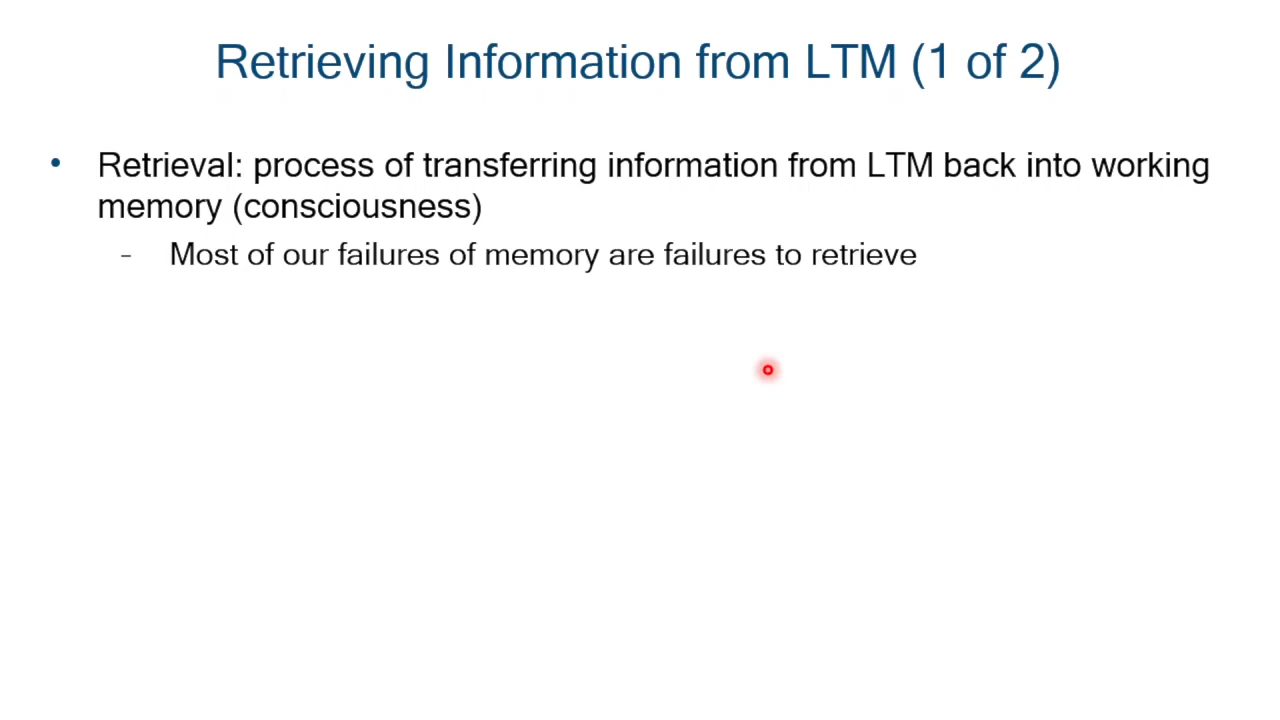 Retrieving Information from LTM (1 of 2)
• Retrieval: process of transferring information from LTM back into working
memory (consciousness)
- Most of our failures of memory are failures to retrieve